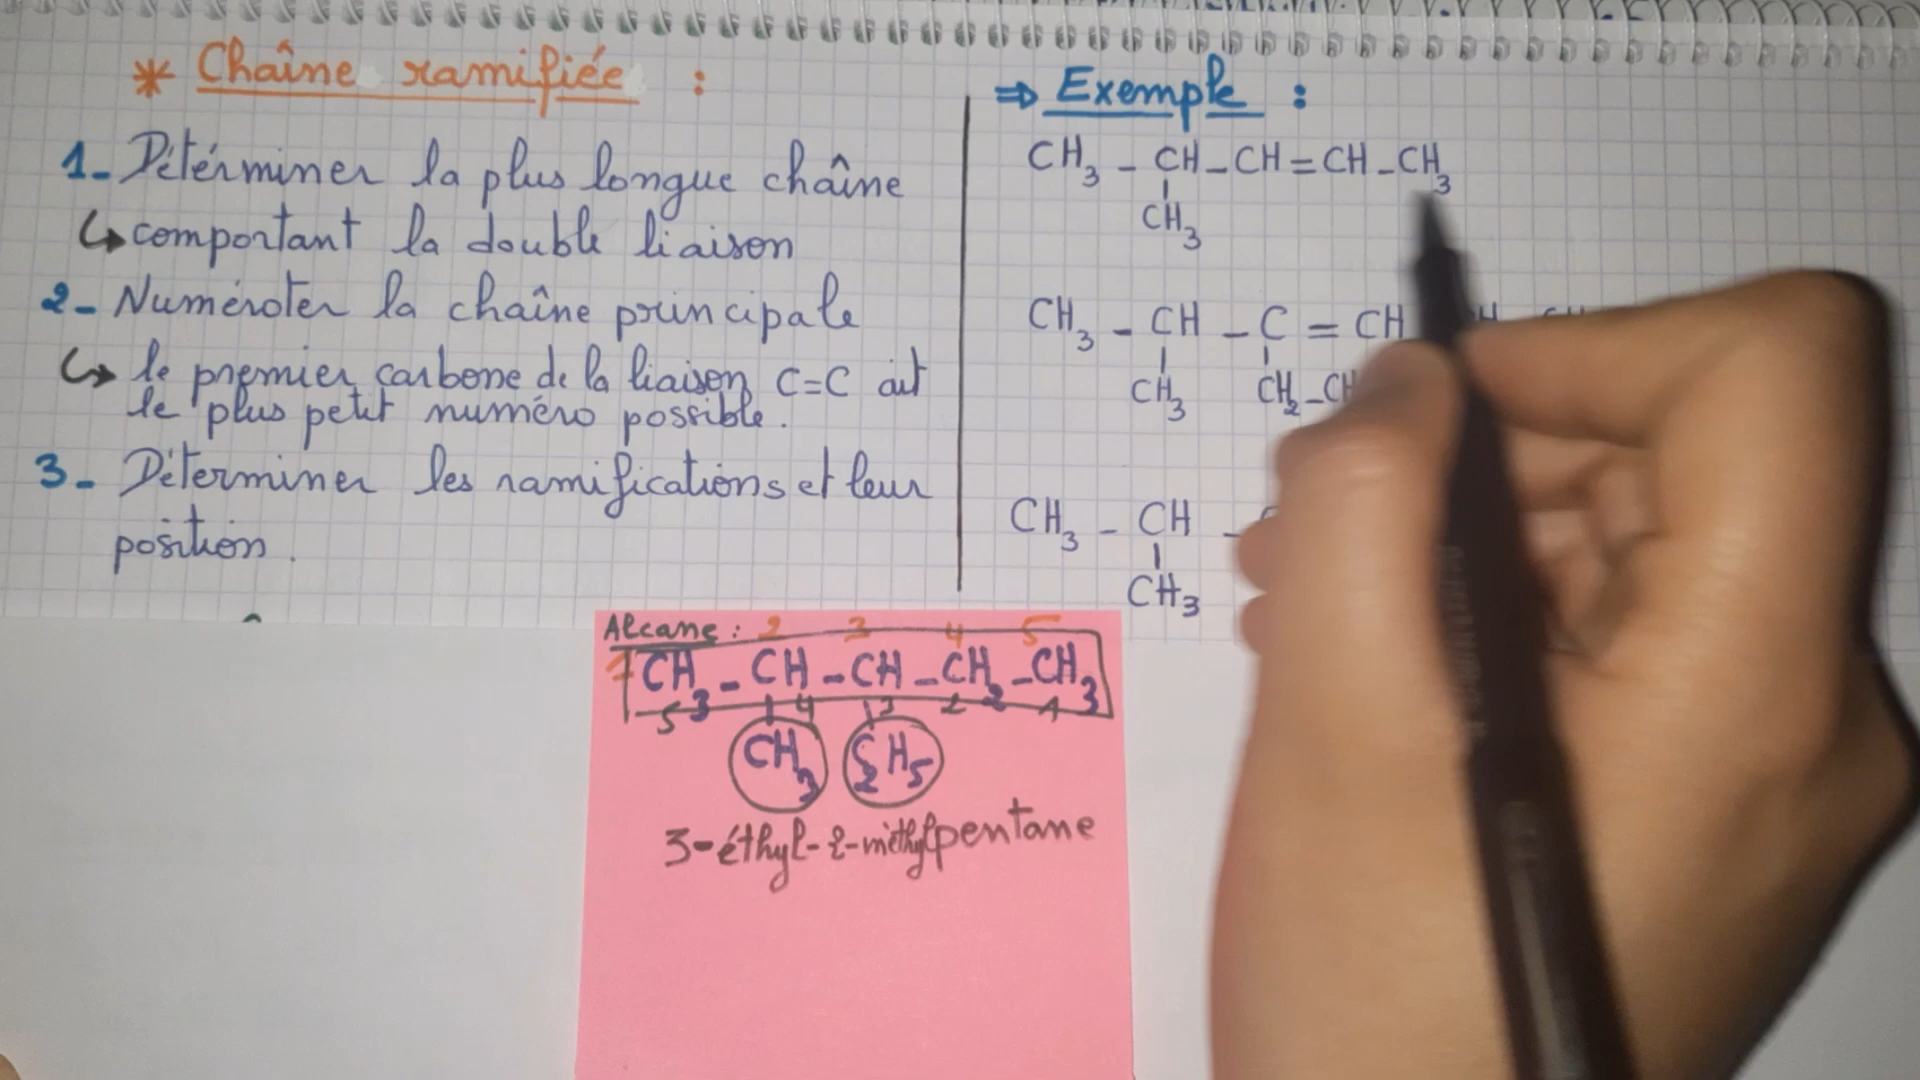 * Chaîne ramifiée :
1- Détérminer la plus longue chaîne
↳ comportant la double liaison
2- Numéroter la chaîne principale
↳ le premier carbone de la liaison C=C ait
le plus petit numéro possible.
3- Déterminer les ramifications et leur
position.
⇒ Exemple :
CH3 - CH - CH = CH - CH3
CH3
CH3 - CH - C = CH
CH3 CH2 - CH
CH3 - CH -
CH3
Alcane : 2 3 4 5
1 CH3 - CH - CH - CH2 - CH3
5 4 3 2 1
CH3 C2H5
3-éthyl-2-méthylpentane